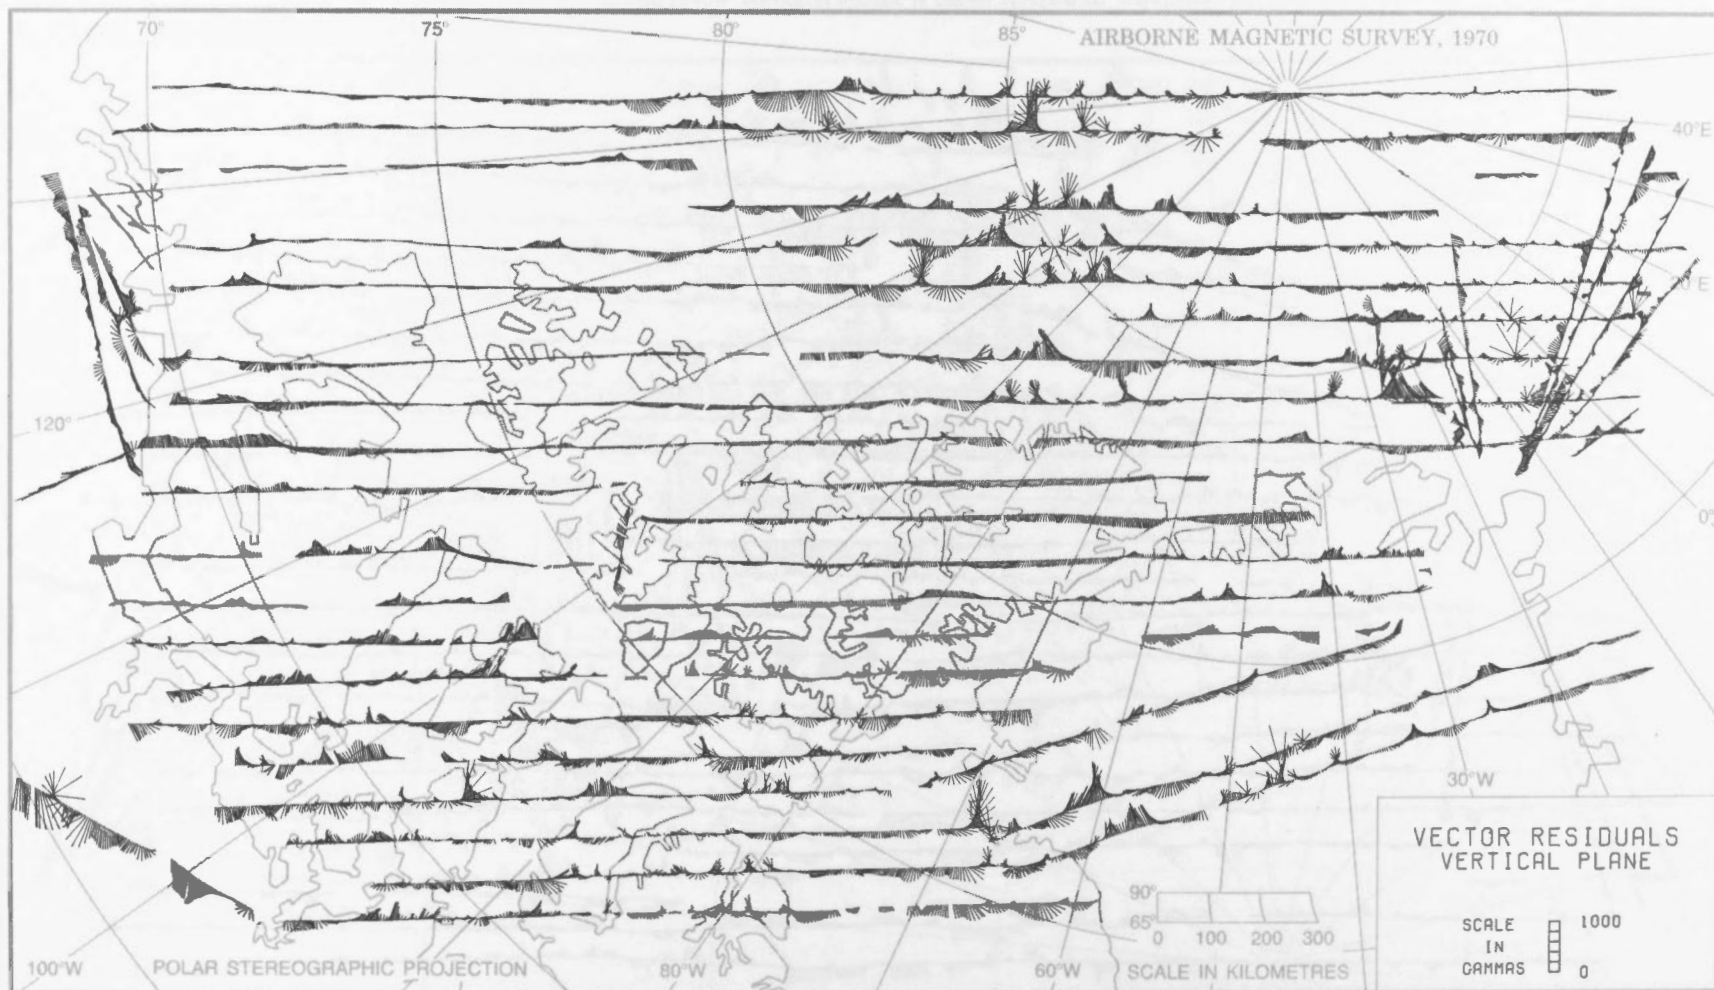 70°
75°
80°
85°
AIRBORNE MAGNETIC SURVEY, 1970
40°E
20°E
120°
0°
30°W
VECTOR RESIDUALS
VERTICAL PLANE
SCALE
IN
GAMMAS
1000
0
90°
65°
0 100 200 300
SCALE IN KILOMETRES
100°W
POLAR STEREOGRAPHIC PROJECTION
80°W
60°W